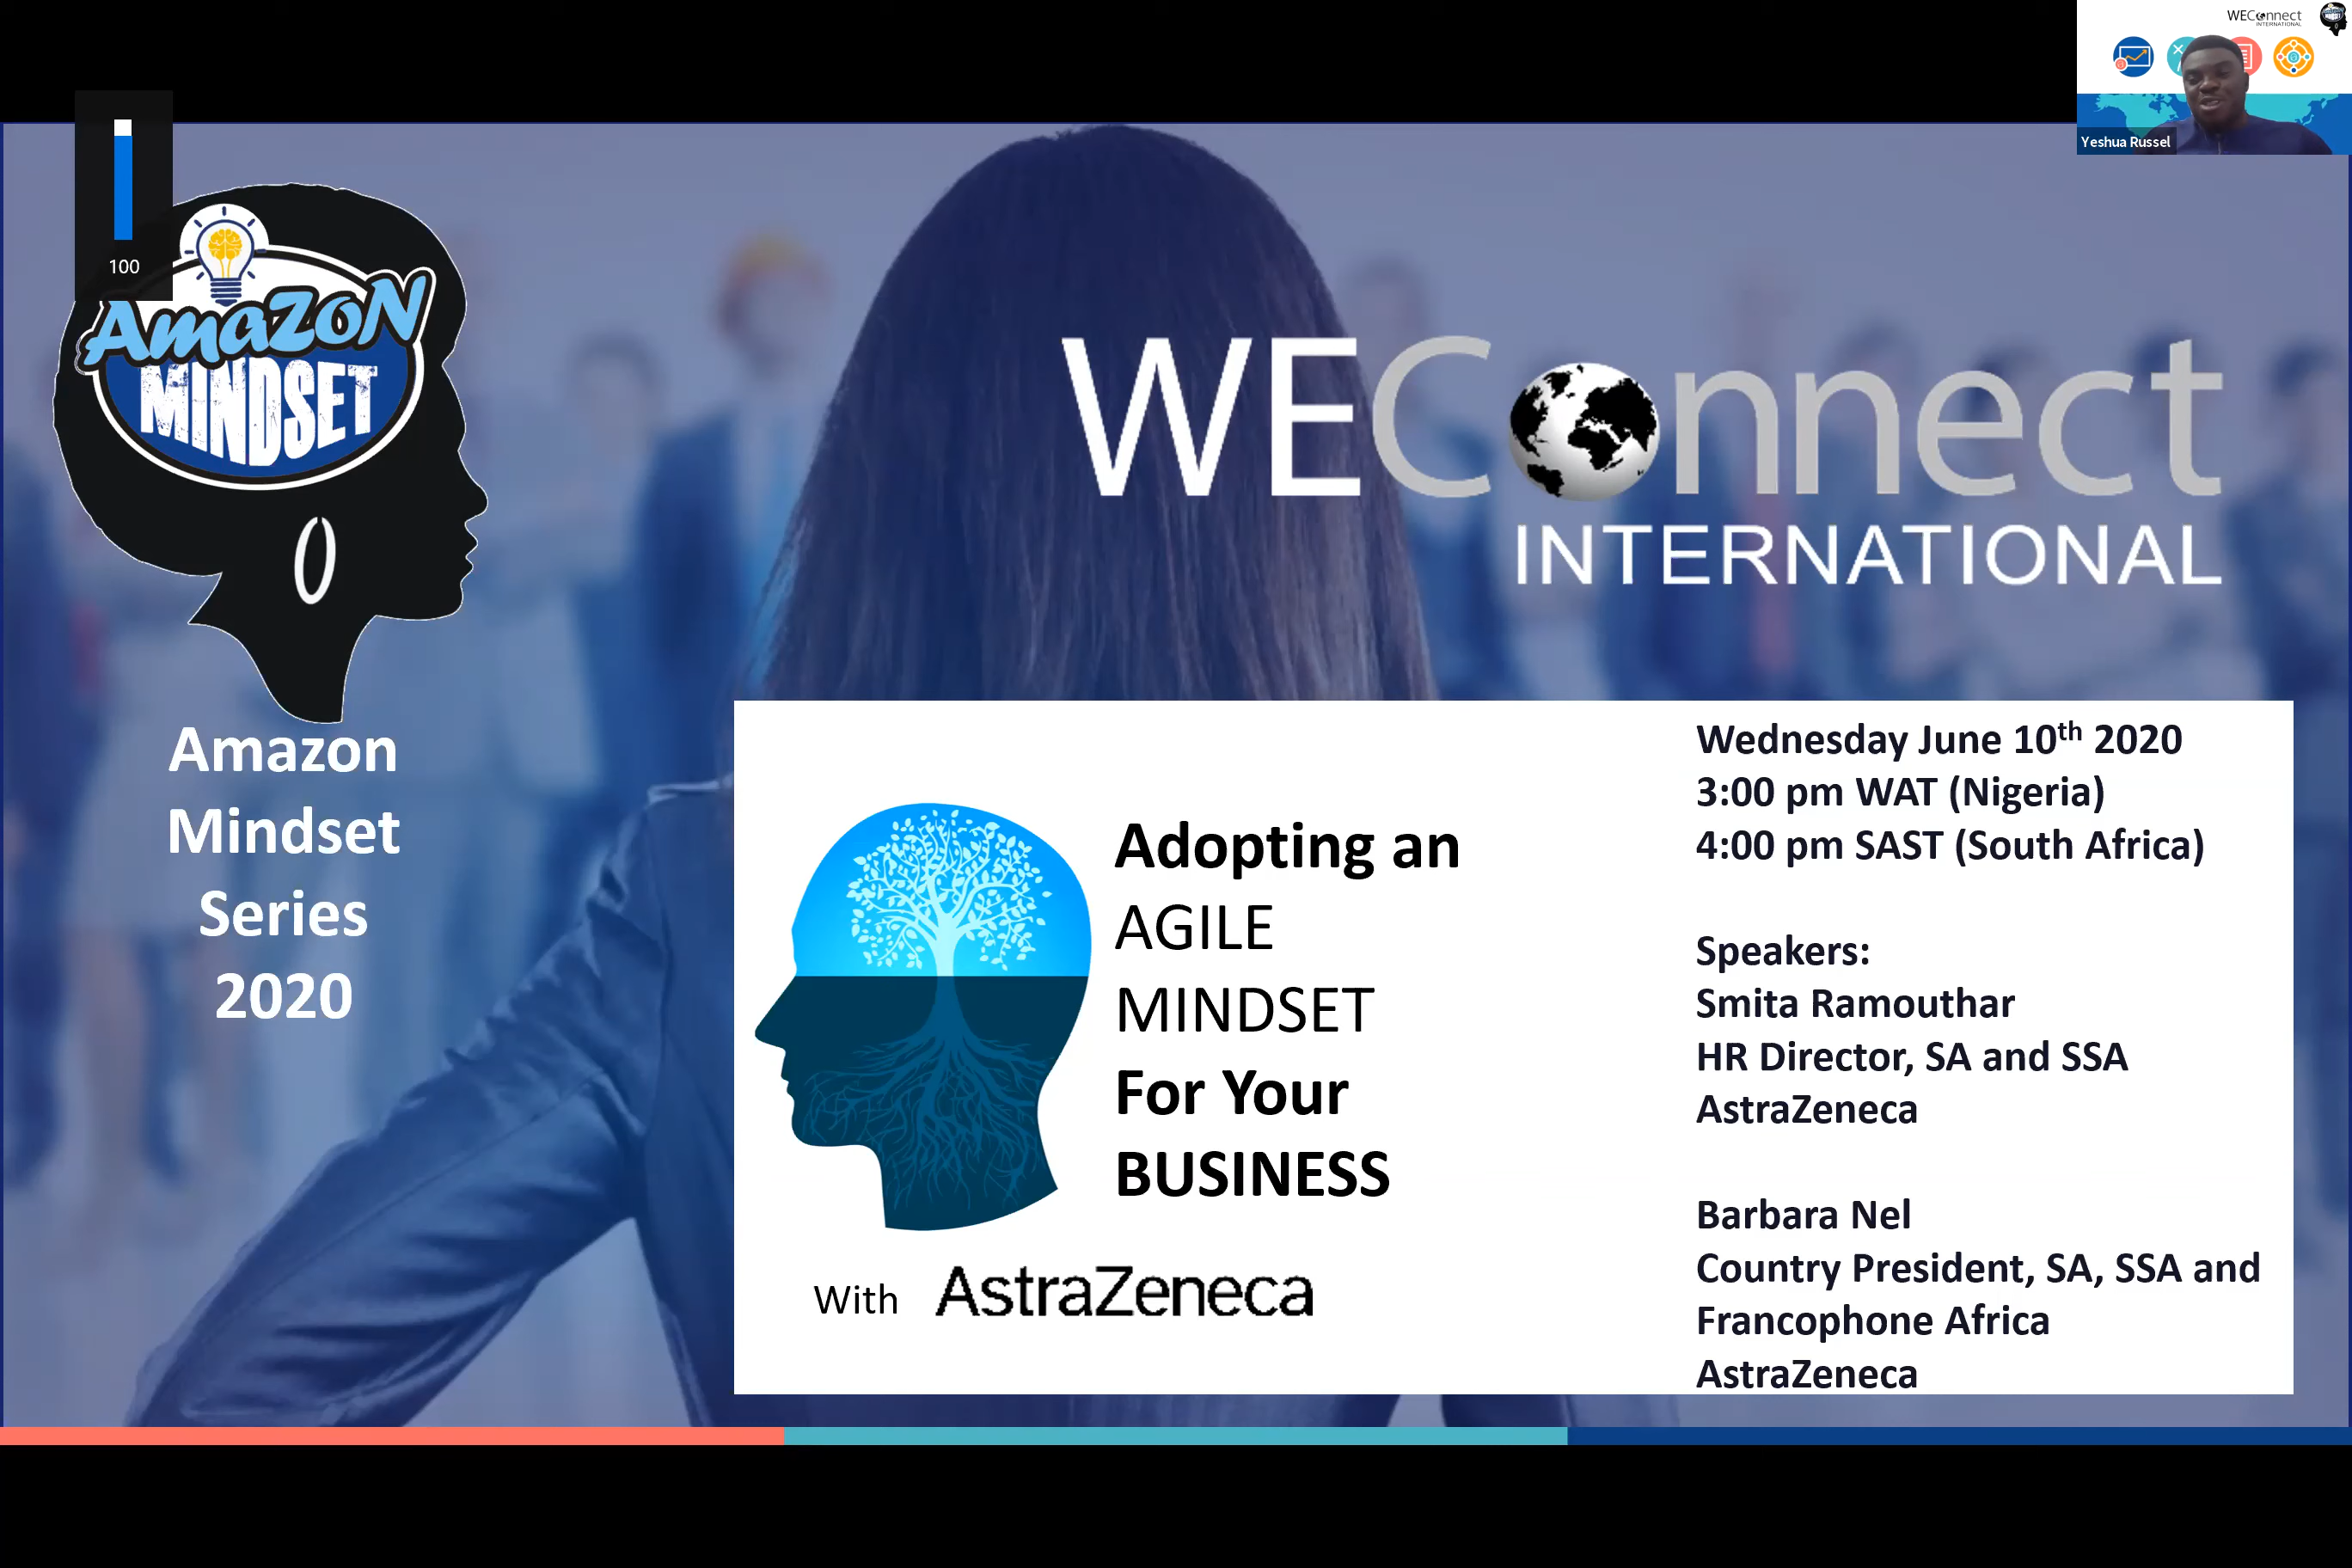 WEConnect
INTERNATIONAL
Yeshua Russel
100
AmaZoN
MINDSET
WEConnect
INTERNATIONAL
Amazon
Mindset
Series
2020
Adopting an
AGILE
MINDSET
For Your
BUSINESS
With AstraZeneca
Wednesday June 10th 2020
3:00 pm WAT (Nigeria)
4:00 pm SAST (South Africa)
Speakers:
Smita Ramouthar
HR Director, SA and SSA
AstraZeneca
Barbara Nel
Country President, SA, SSA and
Francophone Africa
AstraZeneca